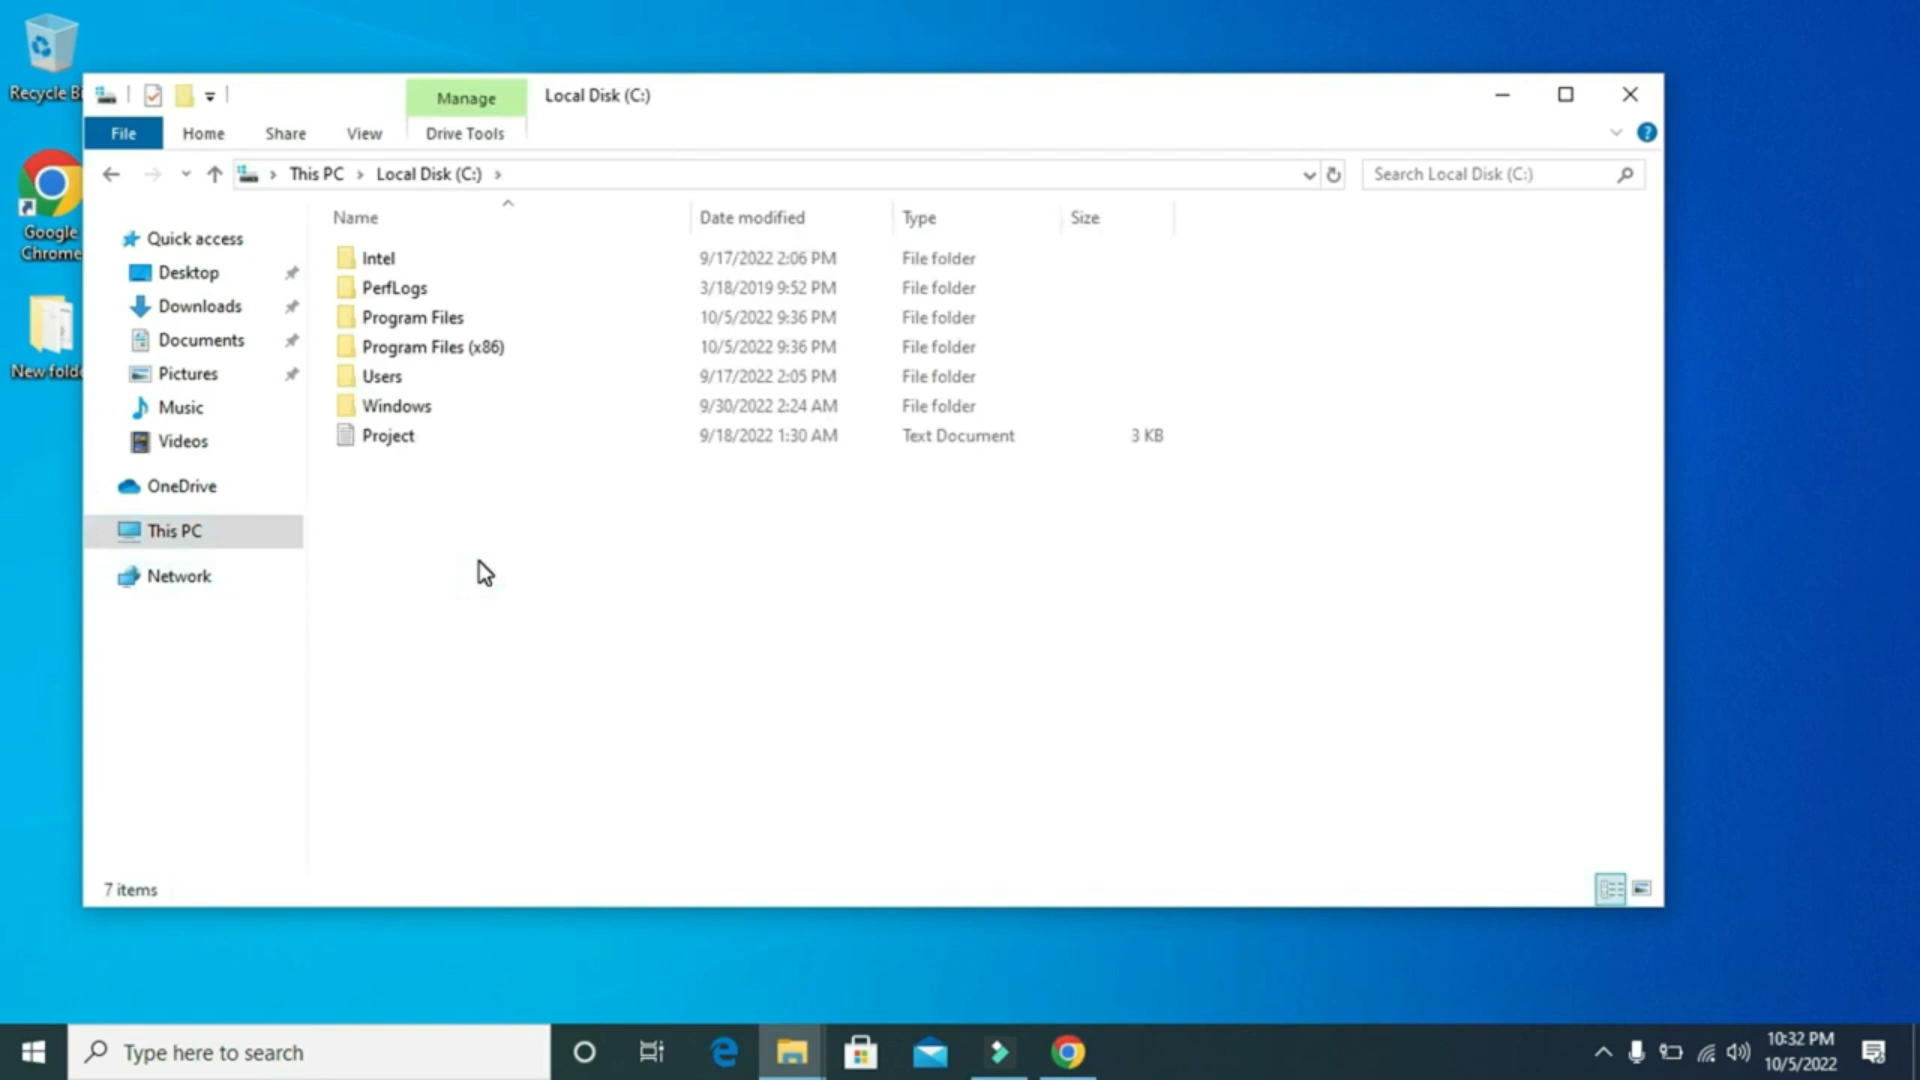 Recycle Bi
Google
Chrome
New folde
Manage
Local Disk (C:)
File
Home
Share
View
Drive Tools
This PC
Local Disk (C:)
Search Local Disk (C:)
Quick access
Desktop
Downloads
Documents
Pictures
Music
Videos
OneDrive
This PC
Network
Name Date modified Type Size
Intel 9/17/2022 2:06 PM File folder
PerfLogs 3/18/2019 9:52 PM File folder
Program Files 10/5/2022 9:36 PM File folder
Program Files (x86) 10/5/2022 9:36 PM File folder
Users 9/17/2022 2:05 PM File folder
Windows 9/30/2022 2:24 AM File folder
Project 9/18/2022 1:30 AM Text Document 3 KB
7 items
Type here to search
10:32 PM
10/5/2022